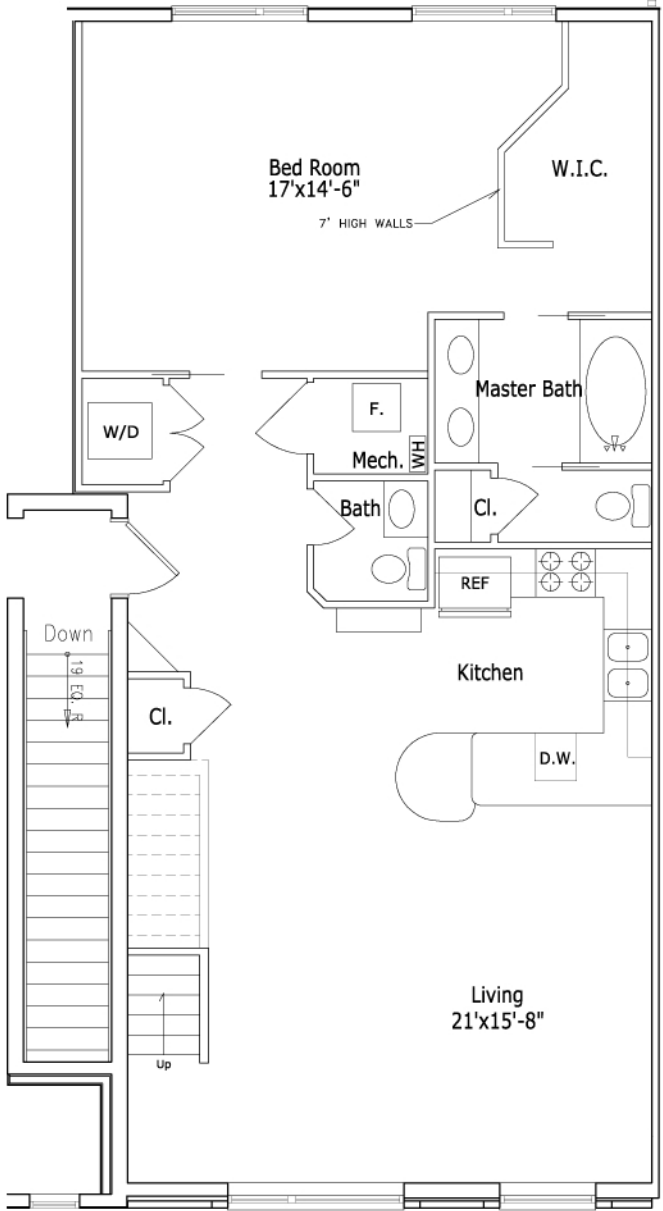 Bed Room
17'x14'-6"
W.I.C.
7' HIGH WALLS
Master Bath
W/D
F.
Mech.
WH
Bath
Cl.
REF
Down
19 EQ. R
Kitchen
Cl.
D.W.
Living
21'x15'-8"
Up